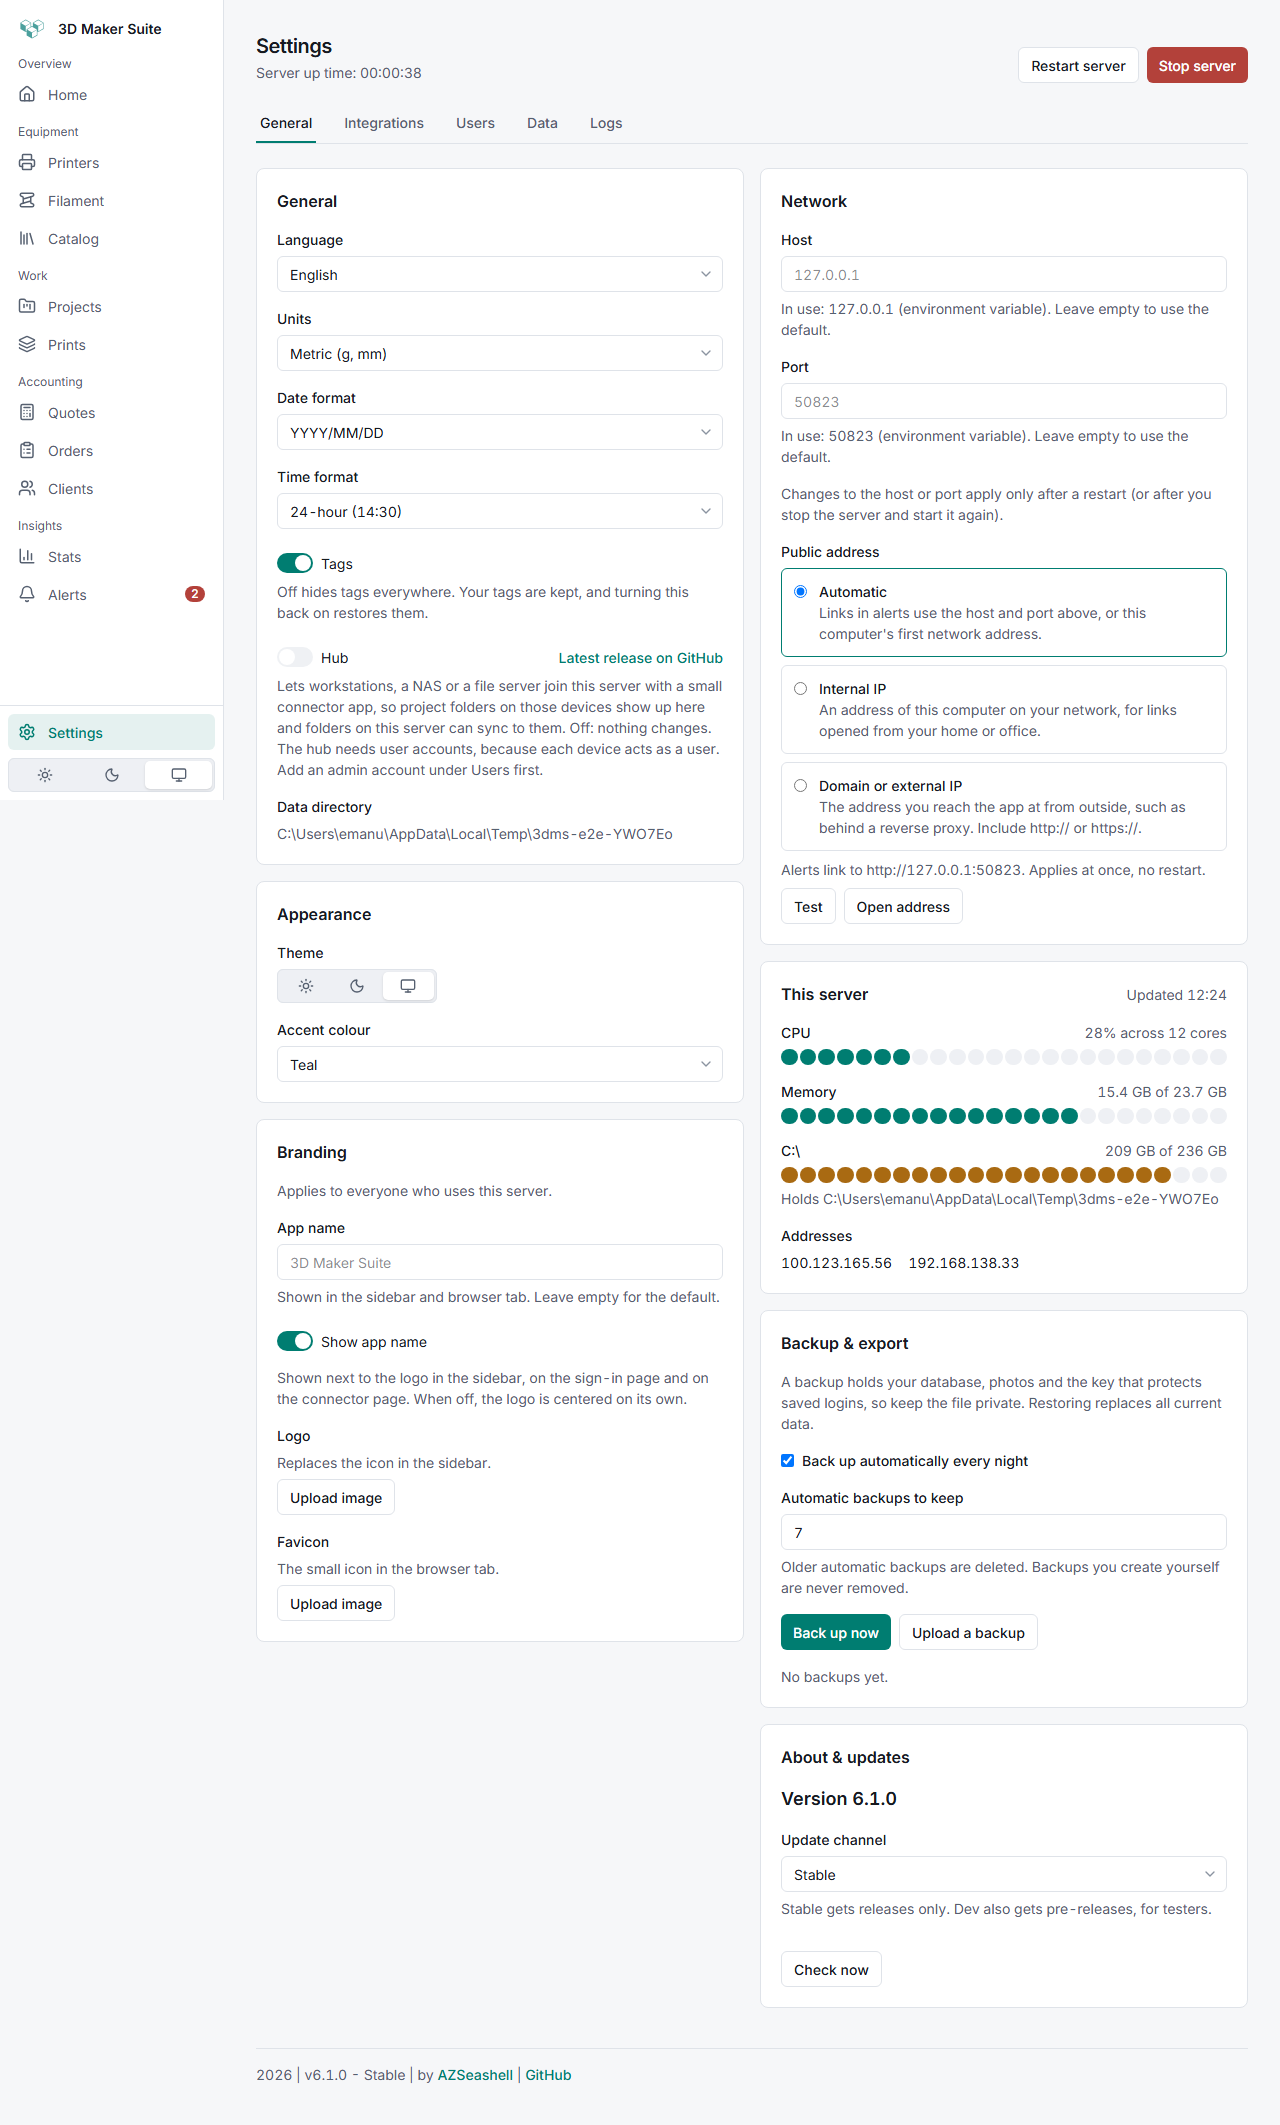 3D Maker Suite
Overview
Home
Equipment
Printers
Filament
Catalog
Work
Projects
Prints
Accounting
Quotes
Orders
Clients
Insights
Stats
Alerts 2
Settings
Settings
Server up time: 00:00:38
Restart server
Stop server
General
Integrations
Users
Data
Logs
General
Language
English
Units
Metric (g, mm)
Date format
YYYY/MM/DD
Time format
24-hour (14:30)
Tags
Off hides tags everywhere. Your tags are kept, and turning this
back on restores them.
Hub
Latest release on GitHub
Lets workstations, a NAS or a file server join this server with a small
connector app, so project folders on those devices show up here
and folders on this server can sync to them. Off: nothing changes.
The hub needs user accounts, because each device acts as a user.
Add an admin account under Users first.
Data directory
C:\Users\emanu\AppData\Local\Temp\3dms-e2e-YWO7Eo
Appearance
Theme
Accent colour
Teal
Branding
Applies to everyone who uses this server.
App name
3D Maker Suite
Shown in the sidebar and browser tab. Leave empty for the default.
Show app name
Shown next to the logo in the sidebar, on the sign-in page and on
the connector page. When off, the logo is centered on its own.
Logo
Replaces the icon in the sidebar.
Upload image
Favicon
The small icon in the browser tab.
Upload image
Network
Host
127.0.0.1
In use: 127.0.0.1 (environment variable). Leave empty to use the
default.
Port
50823
In use: 50823 (environment variable). Leave empty to use the
default.
Changes to the host or port apply only after a restart (or after you
stop the server and start it again).
Public address
Automatic
Links in alerts use the host and port above, or this
computer's first network address.
Internal IP
An address of this computer on your network, for links
opened from your home or office.
Domain or external IP
The address you reach the app at from outside, such as
behind a reverse proxy. Include http:// or https://.
Alerts link to http://127.0.0.1:50823. Applies at once, no restart.
Test
Open address
This server
Updated 12:24
CPU
28% across 12 cores
Memory
15.4 GB of 23.7 GB
C:\
209 GB of 236 GB
Holds C:\Users\emanu\AppData\Local\Temp\3dms-e2e-YWO7Eo
Addresses
100.123.165.56 192.168.138.33
Backup & export
A backup holds your database, photos and the key that protects
saved logins, so keep the file private. Restoring replaces all current
data.
Back up automatically every night
Automatic backups to keep
7
Older automatic backups are deleted. Backups you create yourself
are never removed.
Back up now
Upload a backup
No backups yet.
About & updates
Version 6.1.0
Update channel
Stable
Stable gets releases only. Dev also gets pre-releases, for testers.
Check now
2026 | v6.1.0 - Stable | by AZSeashell | GitHub